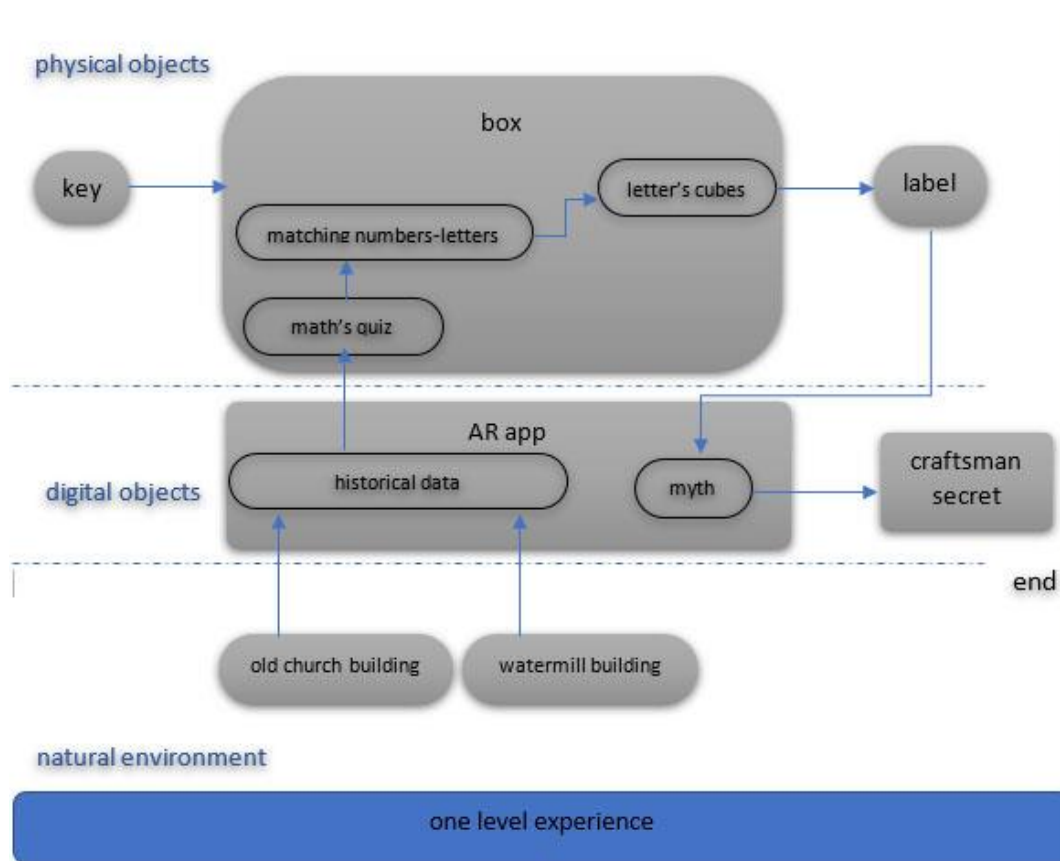 physical objects
box
key
letter's cubes
label
matching numbers-letters
math's quiz
AR app
historical data
myth
digital objects
craftsman
secret
end
old church building
watermill building
natural environment
one level experience